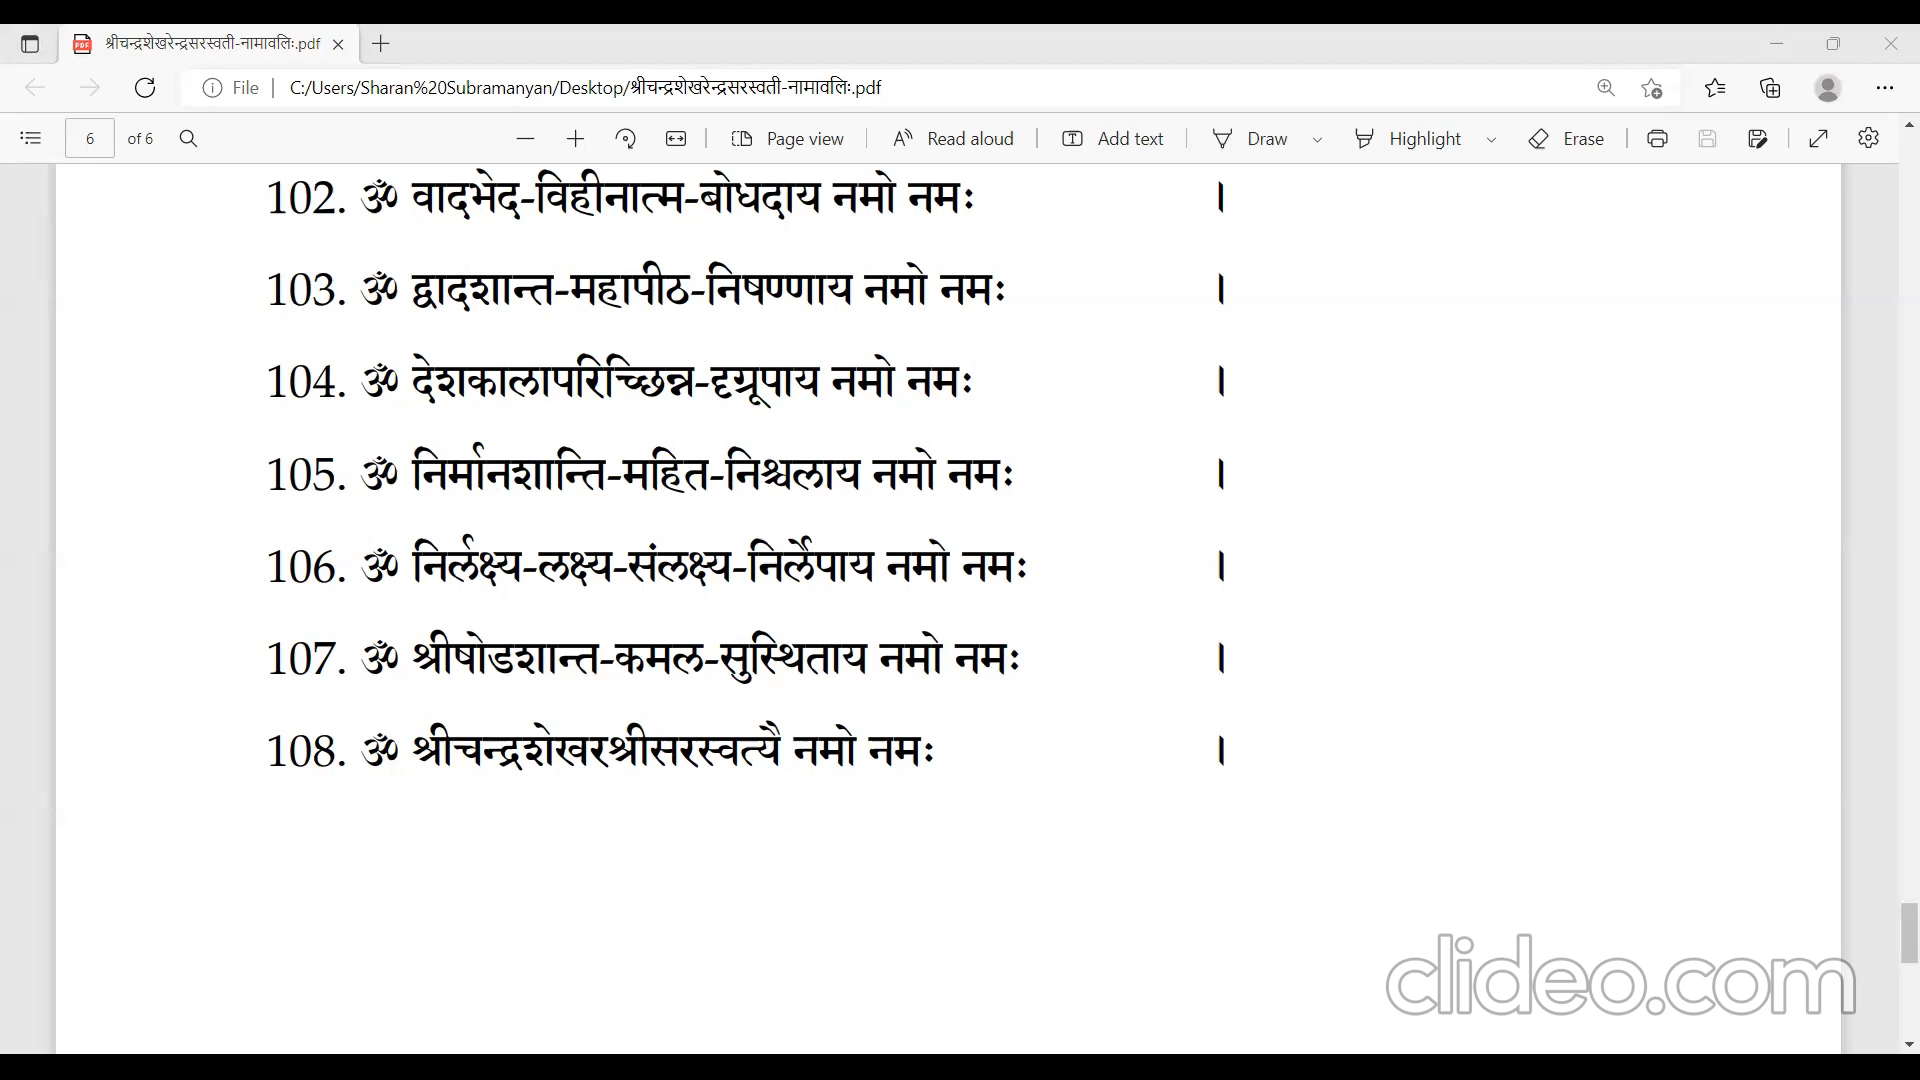 श्रीचन्द्रशेखरेन्द्रसरस्वती-नामावलिः.pdf
File | C:/Users/Sharan%20Subramanyan/Desktop/श्रीचन्द्रशेखरेन्द्रसरस्वती-नामावलिः.pdf
6 of 6 Page view Read aloud Add text Draw Highlight Erase
102. ॐ वादभेद-विहीनात्म-बोधदाय नमो नमः ।
103. ॐ द्वादशान्त-महापीठ-निषण्णाय नमो नमः ।
104. ॐ देशकालापरिच्छिन्न-दृग्रूपाय नमो नमः ।
105. ॐ निर्मानशान्ति-महित-निश्चलाय नमो नमः ।
106. ॐ निर्लक्ष्य-लक्ष्य-संलक्ष्य-निर्लेपाय नमो नमः ।
107. ॐ श्रीषोडशान्त-कमल-सुस्थिताय नमो नमः ।
108. ॐ श्रीचन्द्रशेखरश्रीसरस्वत्यै नमो नमः ।
clideo.com